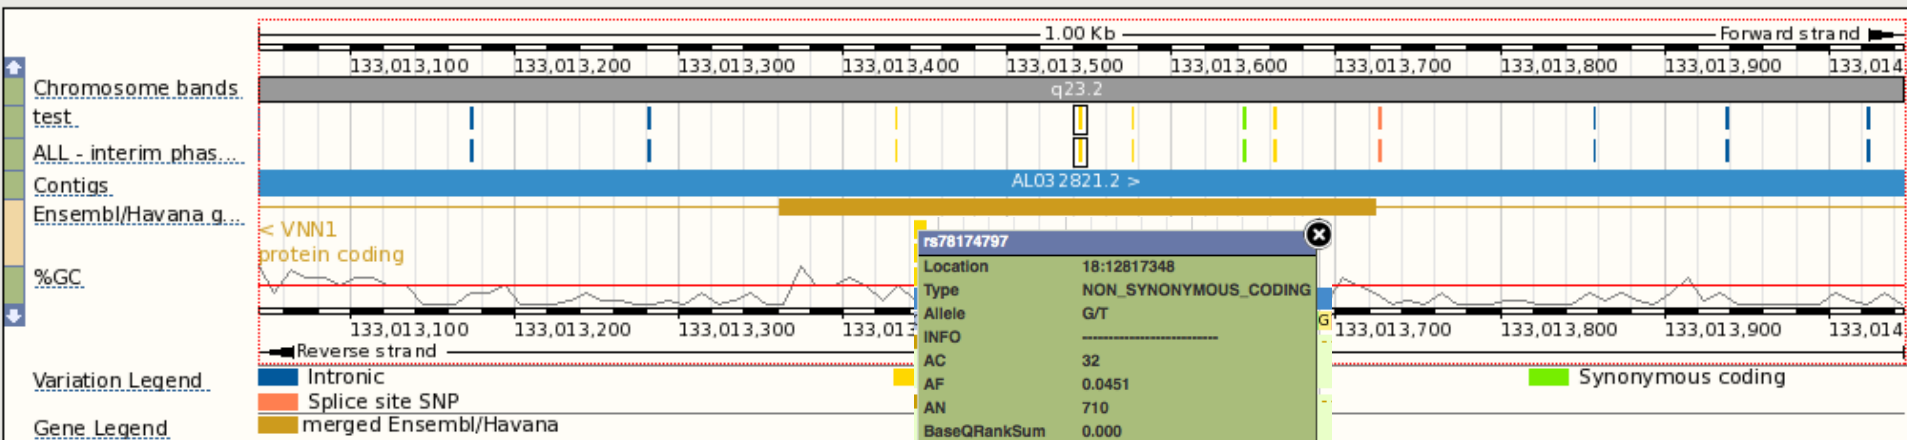 1.00 Kb
Forward strand
133,013,100 133,013,200 133,013,300 133,013,400 133,013,500 133,013,600 133,013,700 133,013,800 133,013,900 133,014
Chromosome bands q23.2
test
ALL - interim phas...
Contigs AL032821.2 >
Ensembl/Havana g...
< VNN1
protein coding
%GC
rs78174797
Location 18:12817348
Type NON_SYNONYMOUS_CODING
Allele G/T
INFO --------------------------
AC 32
AF 0.0451
AN 710
BaseQRankSum 0.000
G
133,013,100 133,013,200 133,013,300 133,01 133,013,700 133,013,800 133,013,900 133,014
Reverse strand
Variation Legend Intronic Synonymous coding
Splice site SNP
Gene Legend merged Ensembl/Havana